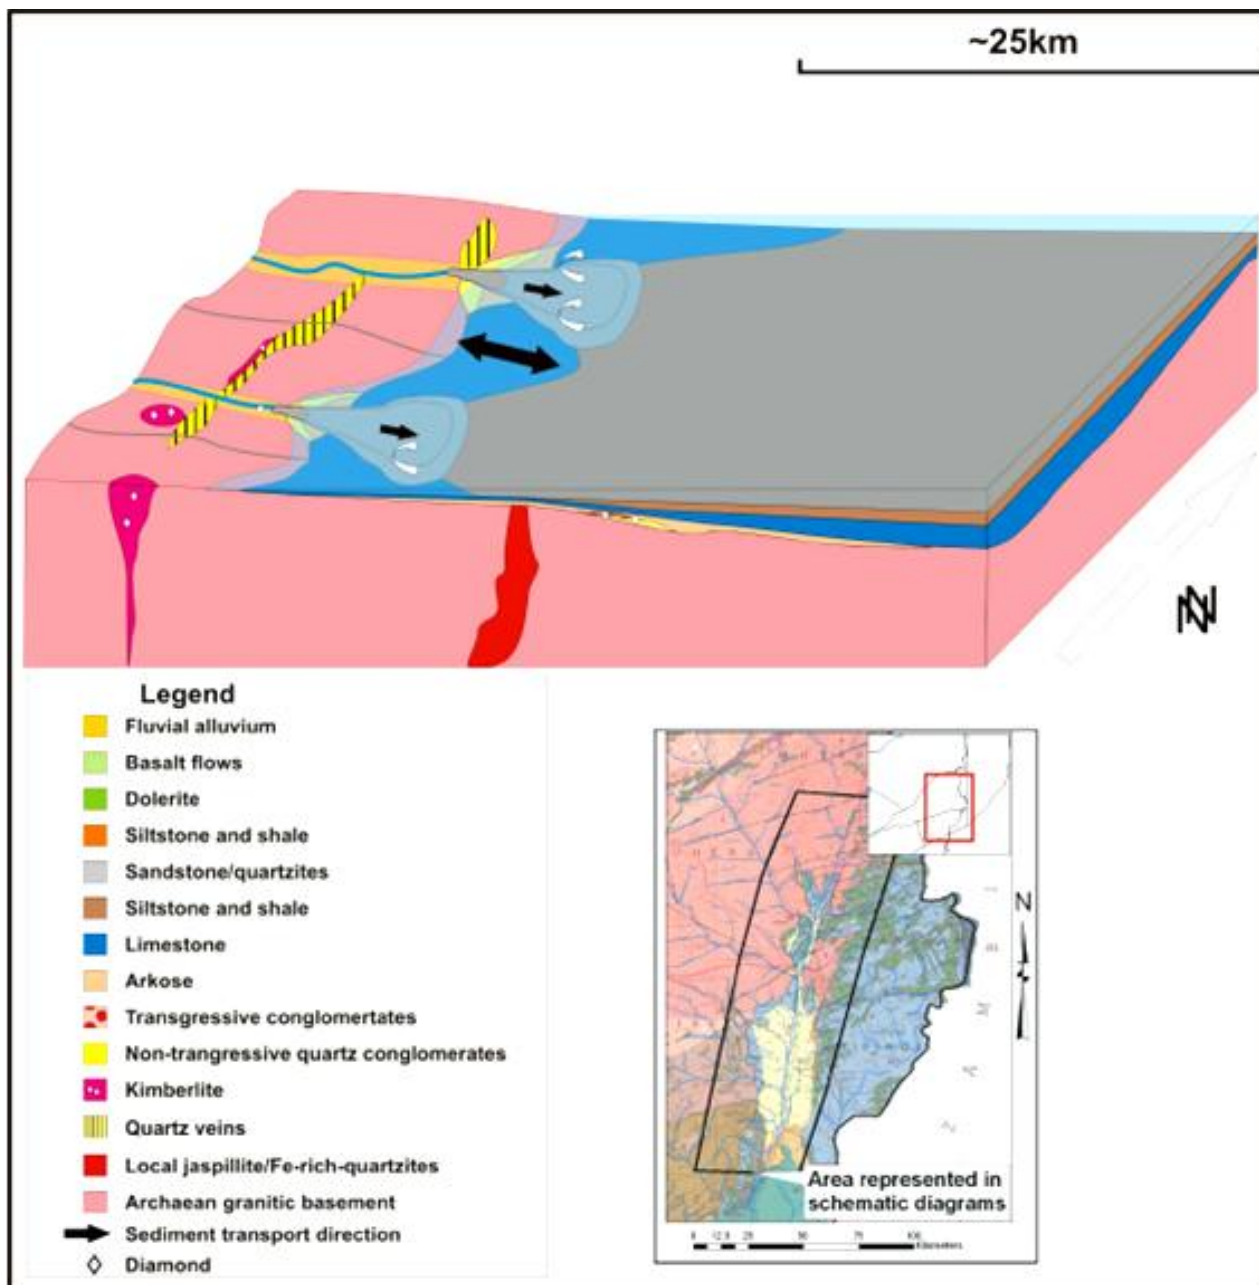 ~25km
N
Legend
Fluvial alluvium
Basalt flows
Dolerite
Siltstone and shale
Sandstone/quartzites
Siltstone and shale
Limestone
Arkose
Transgressive conglomertates
Non-trangressive quartz conglomerates
Kimberlite
Quartz veins
Local jaspillite/Fe-rich-quartzites
Archaean granitic basement
Sediment transport direction
Diamond
N
Area represented in
schematic diagrams